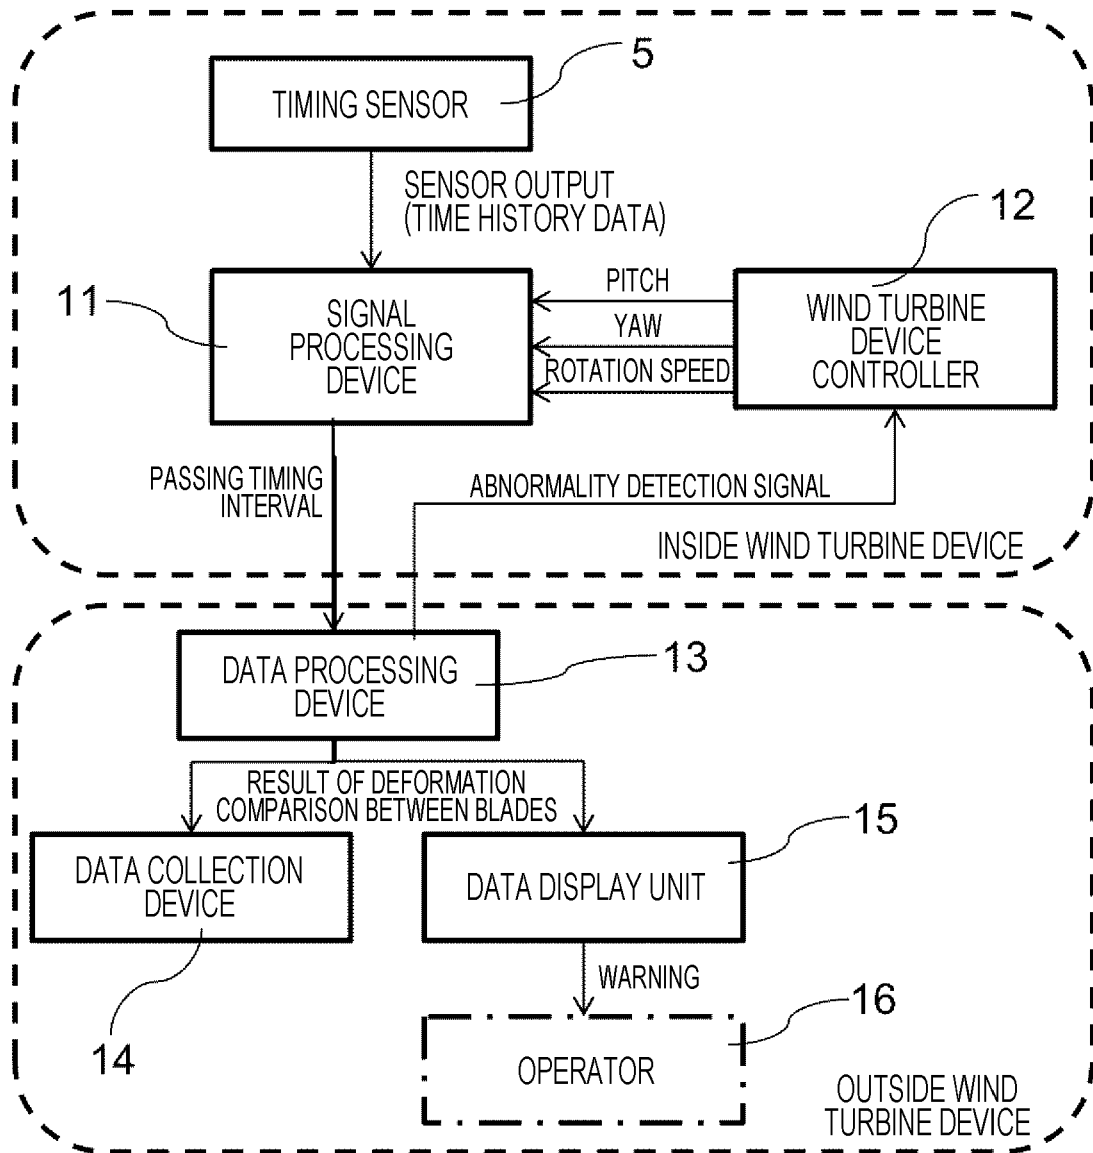 5
TIMING SENSOR
SENSOR OUTPUT
(TIME HISTORY DATA)
12
11
SIGNAL
PROCESSING
DEVICE
PITCH
YAW
ROTATION SPEED
WIND TURBINE
DEVICE
CONTROLLER
PASSING TIMING
INTERVAL
ABNORMALITY DETECTION SIGNAL
INSIDE WIND TURBINE DEVICE
13
DATA PROCESSING
DEVICE
RESULT OF DEFORMATION
COMPARISON BETWEEN BLADES
15
DATA COLLECTION
DEVICE
DATA DISPLAY UNIT
WARNING
14
16
OPERATOR
OUTSIDE WIND
TURBINE DEVICE